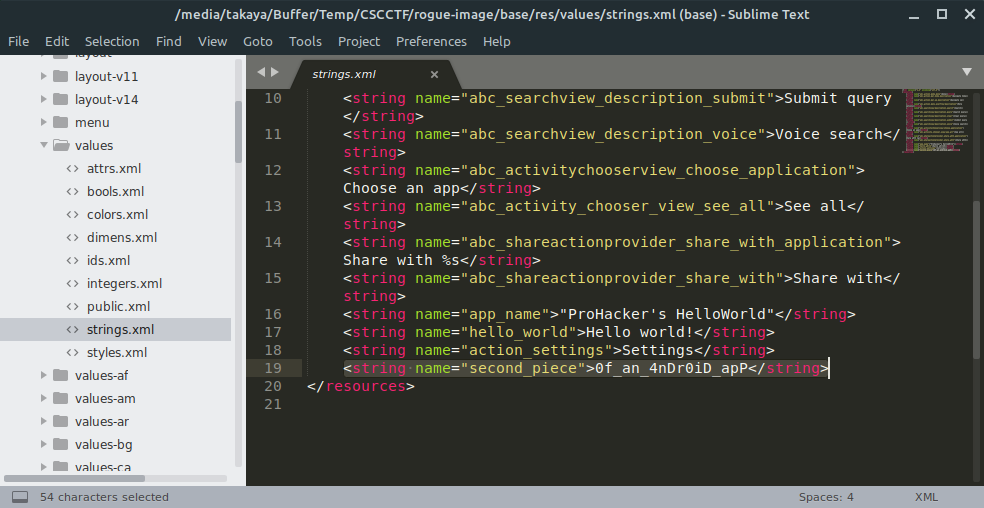 /media/takaya/Buffer/Temp/CSCCTF/rogue-image/base/res/values/strings.xml (base) - Sublime Text
File Edit Selection Find View Goto Tools Project Preferences Help
layout
layout-v11
layout-v14
menu
values
<> attrs.xml
<> bools.xml
<> colors.xml
<> dimens.xml
<> ids.xml
<> integers.xml
<> public.xml
<> strings.xml
<> styles.xml
values-af
values-am
values-ar
values-bg
values-ca
strings.xml ×
10 <string name="abc_searchview_description_submit">Submit query
</string>
11 <string name="abc_searchview_description_voice">Voice search</
string>
12 <string name="abc_activitychooserview_choose_application">
Choose an app</string>
13 <string name="abc_activity_chooser_view_see_all">See all</
string>
14 <string name="abc_shareactionprovider_share_with_application">
Share with %s</string>
15 <string name="abc_shareactionprovider_share_with">Share with</
string>
16 <string name="app_name">"ProHacker's HelloWorld"</string>
17 <string name="hello_world">Hello world!</string>
18 <string name="action_settings">Settings</string>
19 <string name="second_piece">0f_an_4nDr0iD_apP</string>
20 </resources>
21
54 characters selected
Spaces: 4
XML